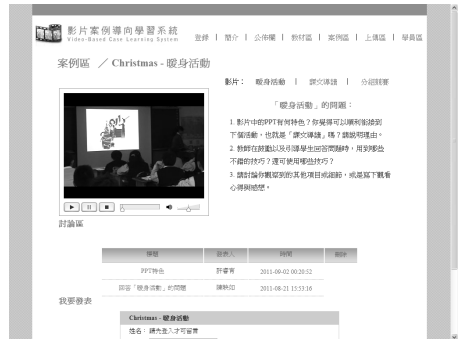 影片案例導向學習系統
Video-Based Case Learning System
登錄 | 簡介 | 公佈欄 | 教材區 | 案例區 | 上傳區 | 學員區
案例區 ／ Christmas - 暖身活動
影片： 暖身活動 | 課文導讀 | 分組競賽
「暖身活動」的問題：
1. 影片中的PPT有何特色？你覺得可以順利銜接到
下個活動，也就是「課文導讀」嗎？請說明理由。
2. 教師在鼓勵以及引導學生回答問題時，用到哪些
不錯的技巧？還可使用哪些技巧？
3. 請討論你觀察到的其他項目或細節，或是寫下觀看
心得與感想。
討論區
標題 發表人 時間 刪除
PPT特色 許睿育 2011-09-02 00:20:52
回答「暖身活動」的問題 陳映如 2011-08-21 15:53:16
我要發表
Christmas - 暖身活動
姓名： 請先登入才可留言